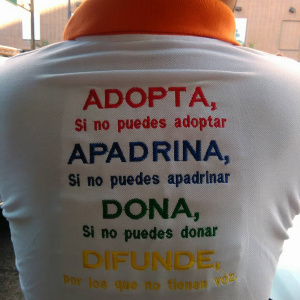 ADOPTA,
Si no puedes adoptar
APADRINA,
Si no puedes apadrinar
DONA,
Si no puedes donar
DIFUNDE,
por los que no tienen voz.